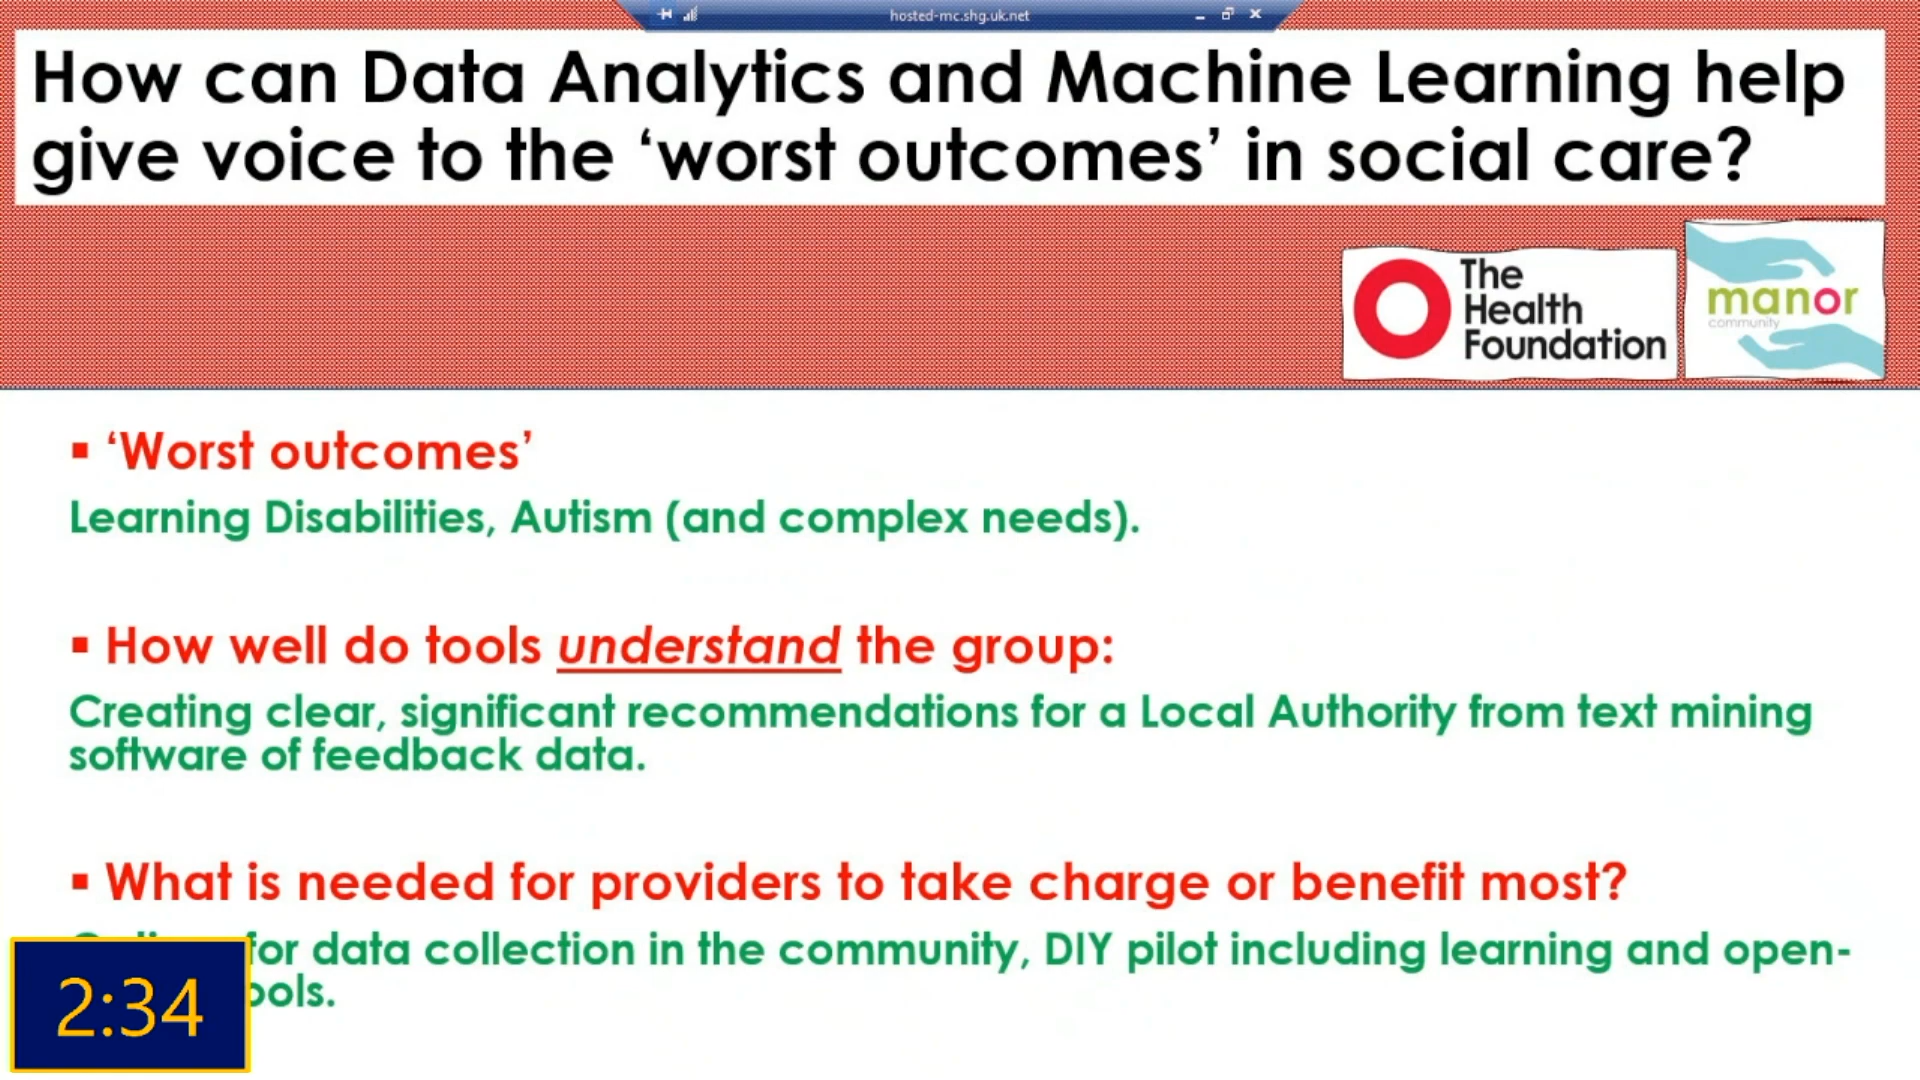 hosted-mc.shg.uk.net
How can Data Analytics and Machine Learning help
give voice to the ‘worst outcomes’ in social care?
The
Health
Foundation
manor
community
▪ ‘Worst outcomes’
Learning Disabilities, Autism (and complex needs).
▪ How well do tools understand the group:
Creating clear, significant recommendations for a Local Authority from text mining
software of feedback data.
▪ What is needed for providers to take charge or benefit most?
for data collection in the community, DIY pilot including learning and open-
2:34